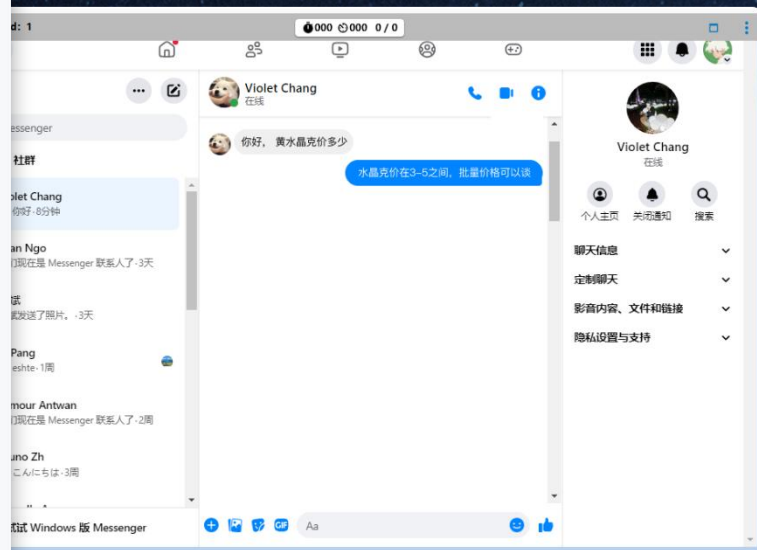 d: 1
000 000 0 / 0
Violet Chang
在线
essenger
社群
olet Chang
你好·8分钟
an Ngo
们现在是 Messenger 联系人了·3天
斌发送了照片。·3天
Pang
eshte·1周
mour Antwan
们现在是 Messenger 联系人了·2周
uno Zh
こんにちは·3周
试试 Windows 版 Messenger
你好， 黄水晶克价多少
水晶克价在3-5之间，批量价格可以谈
GIF
Aa
Violet Chang
在线
个人主页
关闭通知
搜索
聊天信息
定制聊天
影音内容、文件和链接
隐私设置与支持